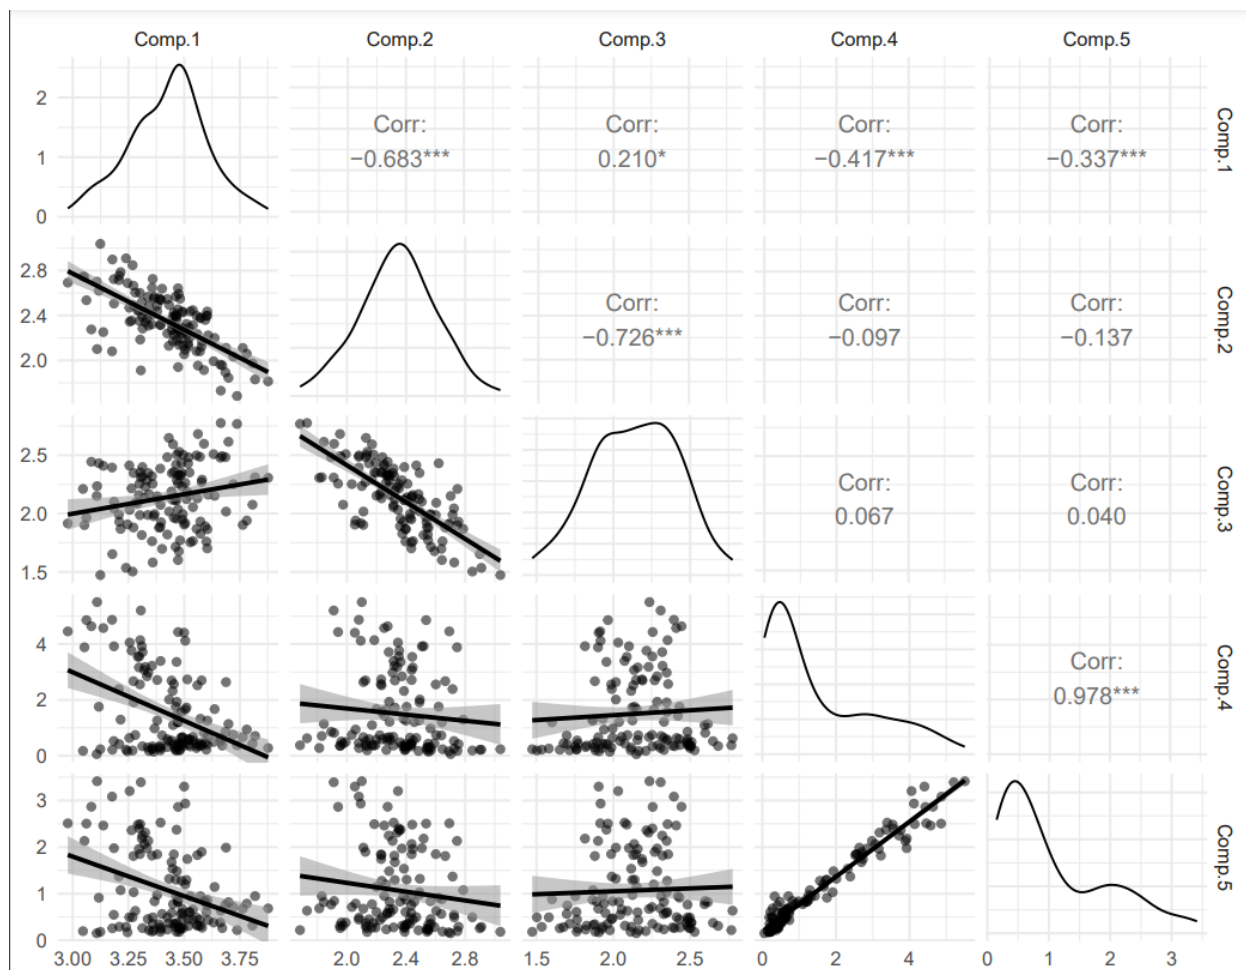 Comp.1 Comp.2 Comp.3 Comp.4 Comp.5
2
1
0
Corr:
−0.683***
Corr:
0.210*
Corr:
−0.417***
Corr:
−0.337***
Comp.1
2.8
2.4
2.0
Corr:
−0.726***
Corr:
−0.097
Corr:
−0.137
Comp.2
2.5
2.0
1.5
Corr:
0.067
Corr:
0.040
Comp.3
4
2
0
Corr:
0.978***
Comp.4
3
2
1
0
Comp.5
3.00 3.25 3.50 3.75 2.0 2.4 2.8 1.5 2.0 2.5 0 2 4 0 1 2 3